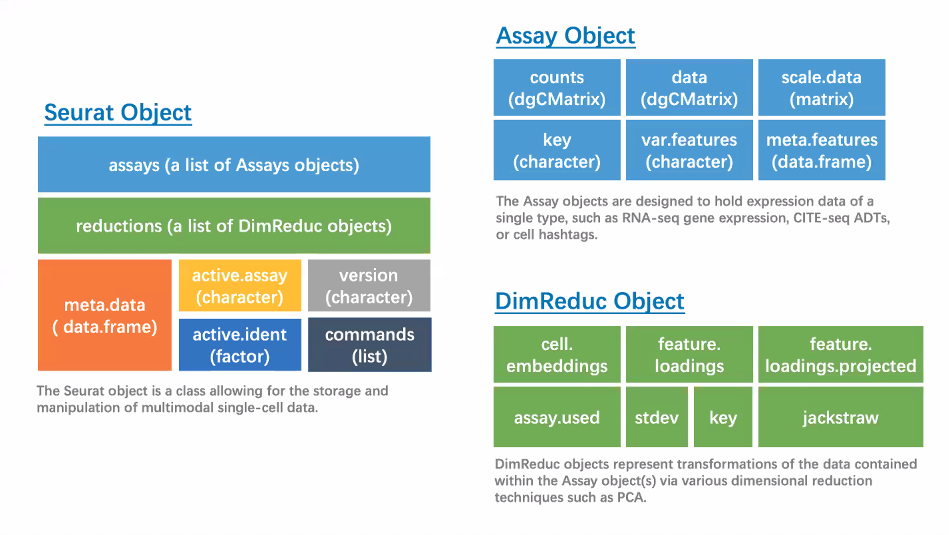 Seurat Object
assays (a list of Assays objects)
reductions (a list of DimReduc objects)
meta.data
( data.frame)
active.assay
(character)
version
(character)
active.ident
(factor)
commands
(list)
The Seurat object is a class allowing for the storage and
manipulation of multimodal single-cell data.
Assay Object
counts
(dgCMatrix)
data
(dgCMatrix)
scale.data
(matrix)
key
(character)
var.features
(character)
meta.features
(data.frame)
The Assay objects are designed to hold expression data of a
single type, such as RNA-seq gene expression, CITE-seq ADTs,
or cell hashtags.
DimReduc Object
cell.
embeddings
feature.
loadings
feature.
loadings.projected
assay.used
stdev
key
jackstraw
DimReduc objects represent transformations of the data contained
within the Assay object(s) via various dimensional reduction
techniques such as PCA.